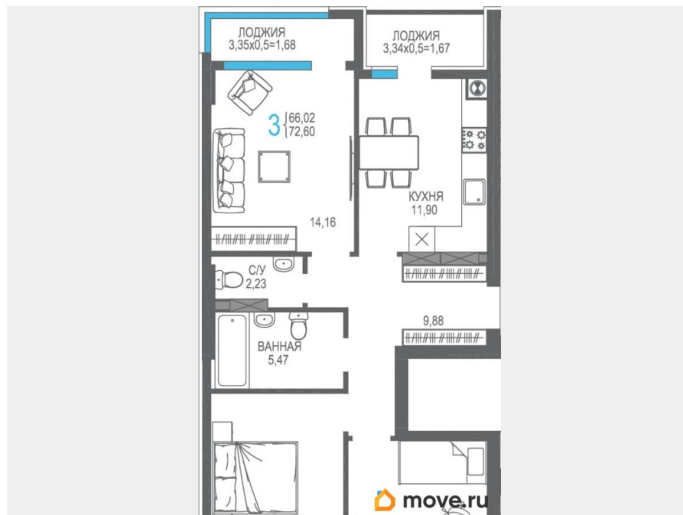 ЛОДЖИЯ
3,35x0,5=1,68
ЛОДЖИЯ
3,34x0,5=1,67
3
66,02
72,60
14,16
КУХНЯ
11,90
С/У
2,23
9,88
ВАННАЯ
5,47
move.ru